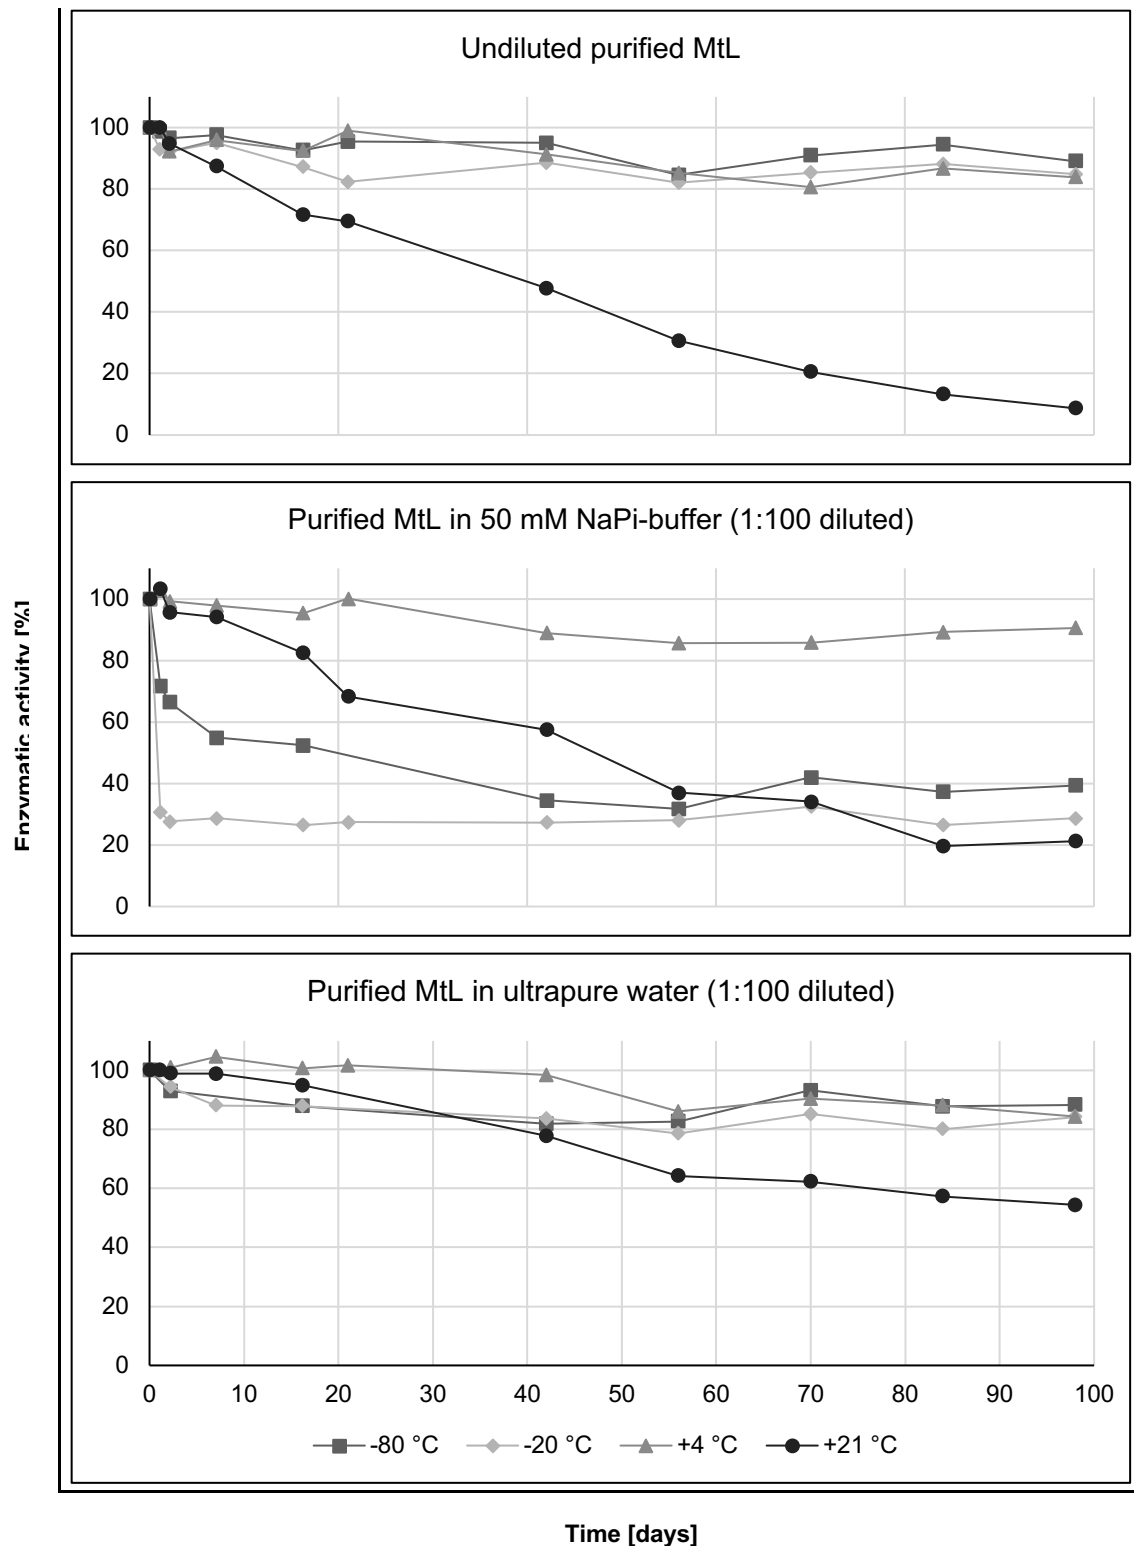 Undiluted purified MtL
100
80
60
40
20
0
Purified MtL in 50 mM NaPi-buffer (1:100 diluted)
100
80
60
40
20
0
Enzymatic activity [%]
Purified MtL in ultrapure water (1:100 diluted)
100
80
60
40
20
0
0 10 20 30 40 50 60 70 80 90 100
-80 °C -20 °C +4 °C +21 °C
Time [days]